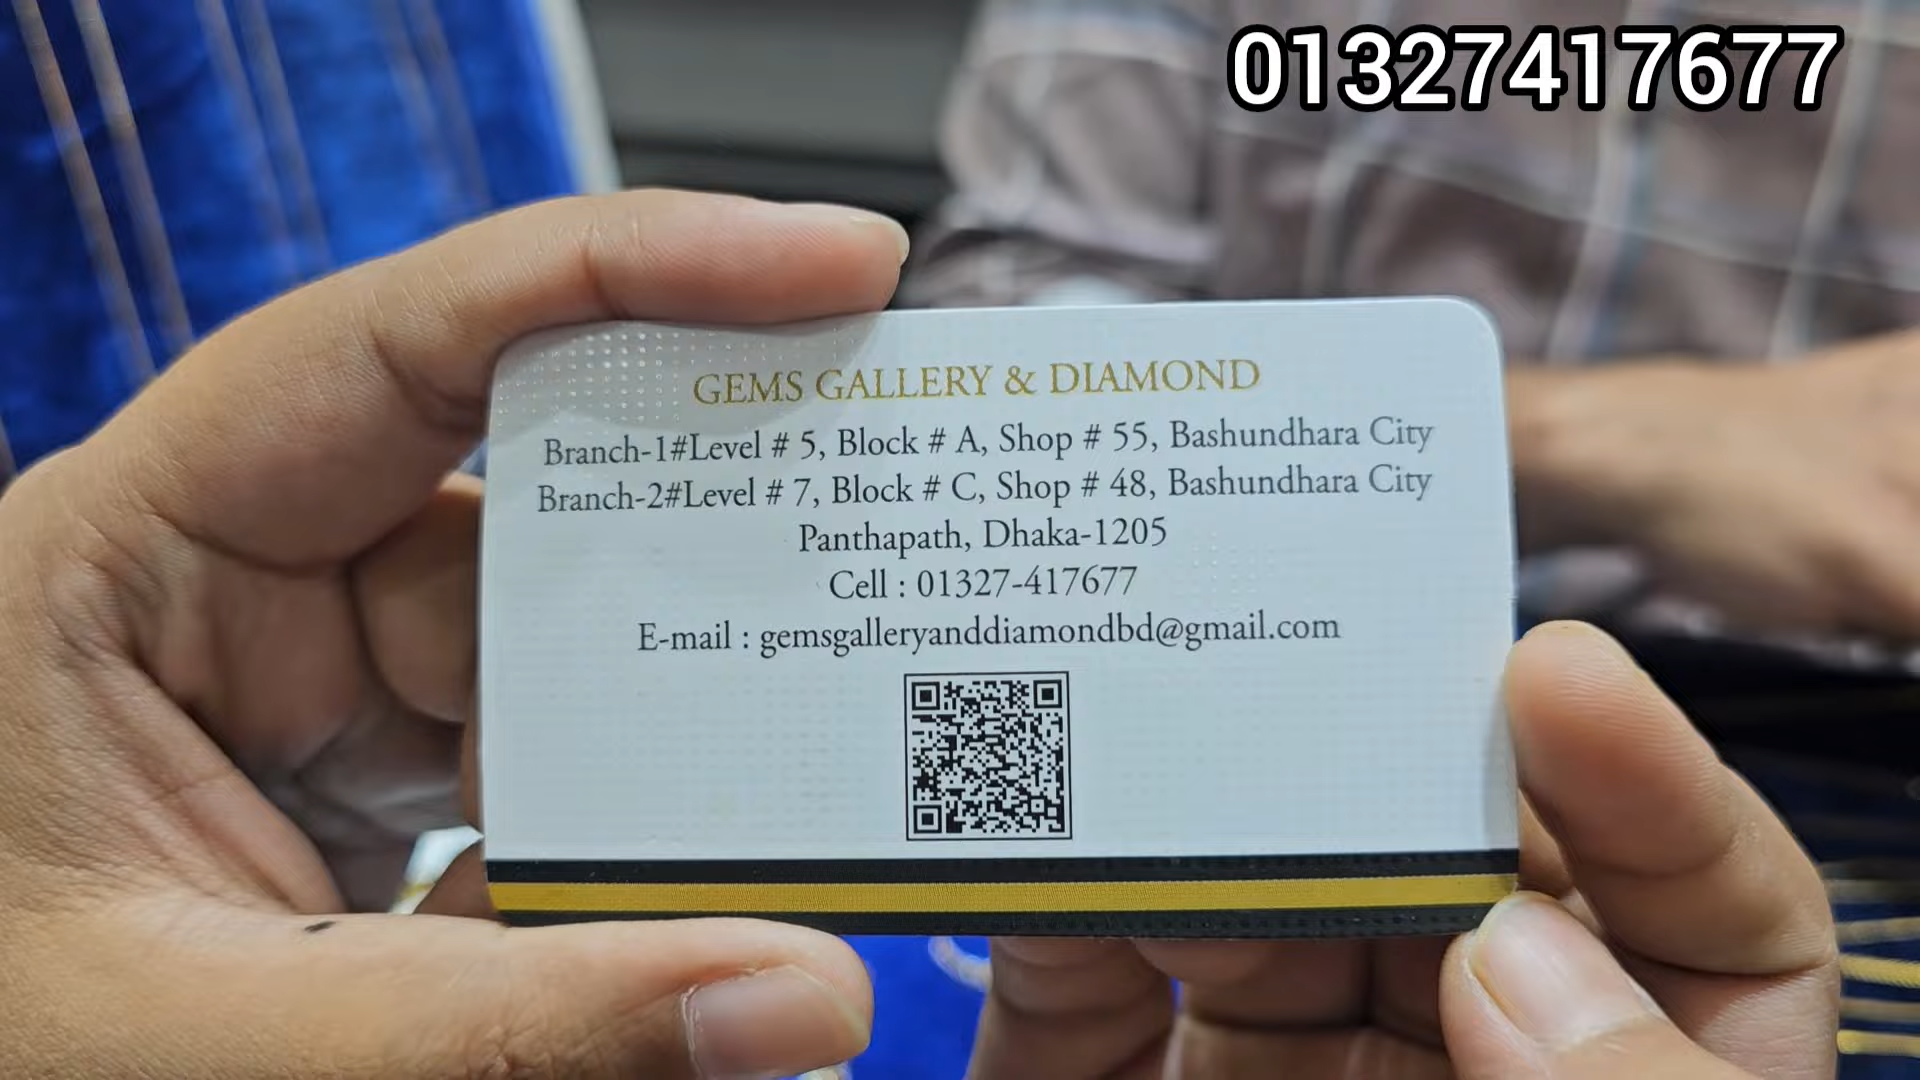 01327417677
GEMS GALLERY & DIAMOND
Branch-1#Level # 5, Block # A, Shop # 55, Bashundhara City
Branch-2#Level # 7, Block # C, Shop # 48, Bashundhara City
Panthapath, Dhaka-1205
Cell : 01327-417677
E-mail : gemsgalleryanddiamondbd@gmail.com